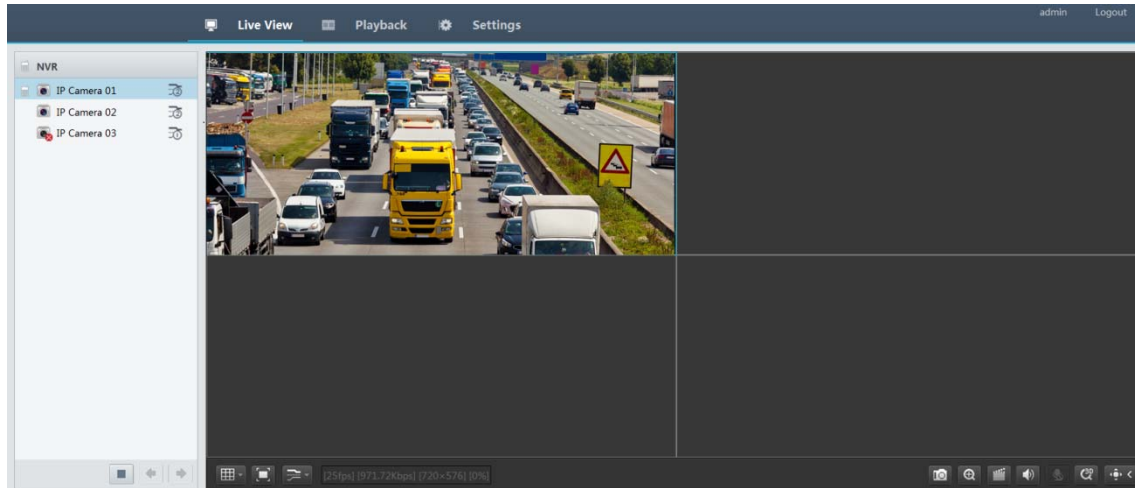 Live View Playback Settings admin Logout
NVR
IP Camera 01
IP Camera 02
IP Camera 03
[25fps] [971.72Kbps] [720×576] [0%]